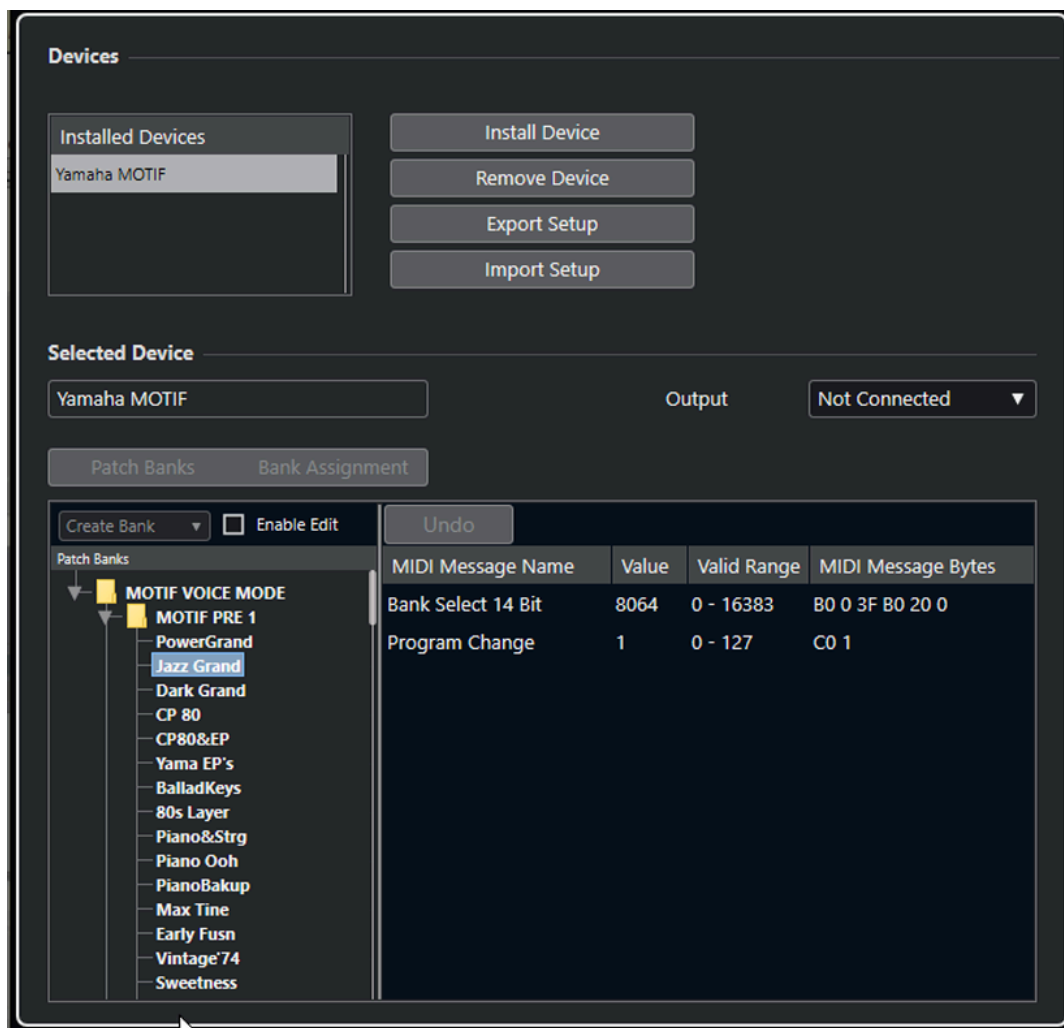 Devices
Installed Devices
Yamaha MOTIF
Install Device
Remove Device
Export Setup
Import Setup
Selected Device
Yamaha MOTIF
Output
Not Connected
Patch Banks
Bank Assignment
Create Bank
Enable Edit
Undo
Patch Banks
MOTIF VOICE MODE
MOTIF PRE 1
PowerGrand
Jazz Grand
Dark Grand
CP 80
CP80&EP
Yama EP's
BalladKeys
80s Layer
Piano&Strg
Piano Ooh
PianoBakup
Max Tine
Early Fusn
Vintage'74
Sweetness
MIDI Message Name Value Valid Range MIDI Message Bytes
Bank Select 14 Bit 8064 0 - 16383 B0 0 3F B0 20 0
Program Change 1 0 - 127 C0 1